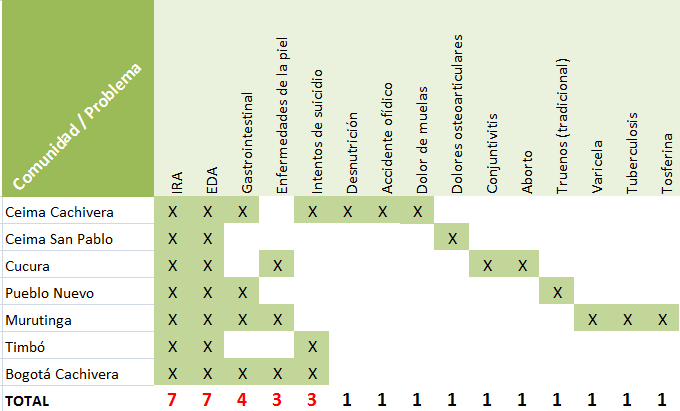 Comunidad / Problema
IRA
EDA
Gastrointestinal
Enfermedades de la piel
Intentos de suicidio
Desnutrición
Accidente ofídico
Dolor de muelas
Dolores osteoartículares
Conjuntivitis
Aborto
Truenos (tradicional)
Varicela
Tuberculosis
Tosferina
Ceima Cachivera X X X X X X X
Ceima San Pablo X X X
Cucura X X X X X
Pueblo Nuevo X X X X
Murutinga X X X X X X X
Timbó X X X
Bogotá Cachivera X X X X X
TOTAL 7 7 4 3 3 1 1 1 1 1 1 1 1 1 1